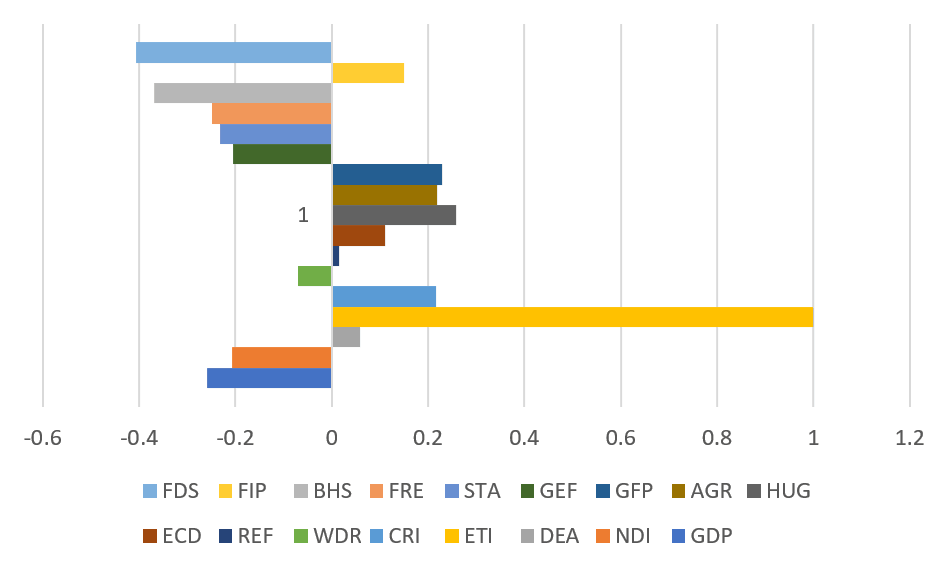 1
-0.6 -0.4 -0.2 0 0.2 0.4 0.6 0.8 1 1.2
FDS FIP BHS FRE STA GEF GFP AGR HUG
ECD REF WDR CRI ETI DEA NDI GDP